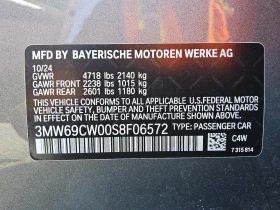 MFD BY BAYERISCHE MOTOREN WERKE AG
10/24
GVWR 4718 lbs 2140 kg
GAWR FRONT 2238 lbs 1015 kg
GAWR REAR 2601 lbs 1180 kg
THIS VEHICLE CONFORMS TO ALL APPLICABLE
U.S.FEDERAL MOTOR VEHICLE SAFETY, BUMPER,
AND THEFT PREVENTION STANDARDS IN EFFECT ON
THE DATE OF MANUFACTURE SHOWN ABOVE.
3MW69CW00S8F06572 TYPE: PASSENGER CAR
C4W
7 315 814